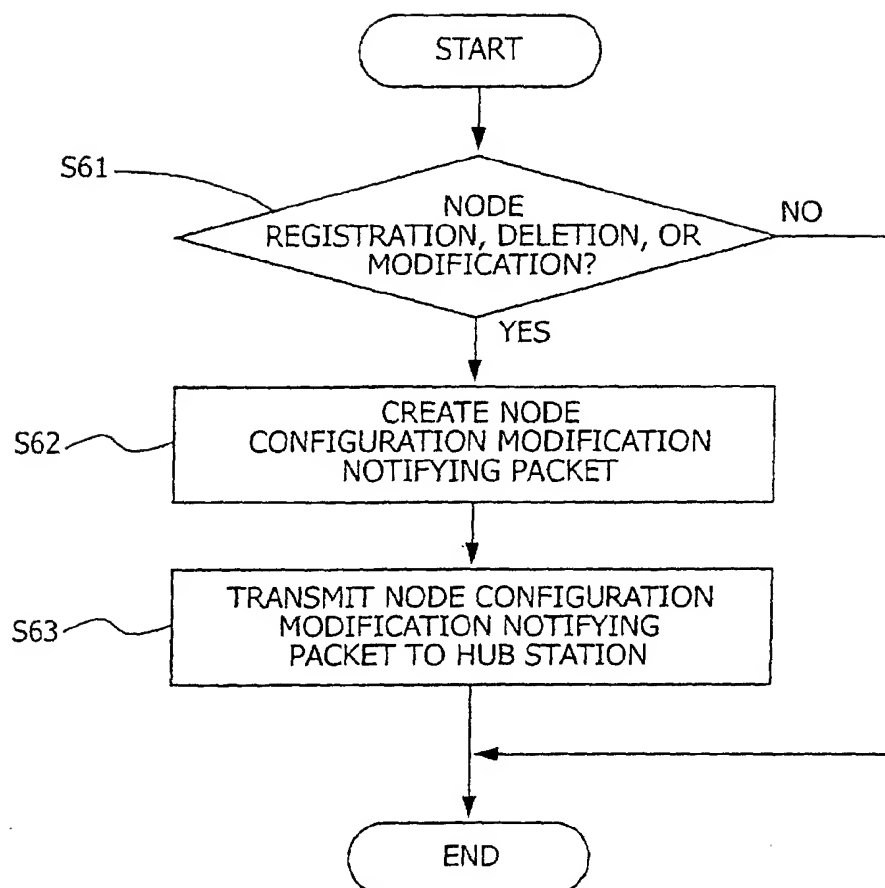 START
S61
NODE
REGISTRATION, DELETION, OR
MODIFICATION?
NO
YES
S62
CREATE NODE
CONFIGURATION MODIFICATION
NOTIFYING PACKET
S63
TRANSMIT NODE CONFIGURATION
MODIFICATION NOTIFYING
PACKET TO HUB STATION
END